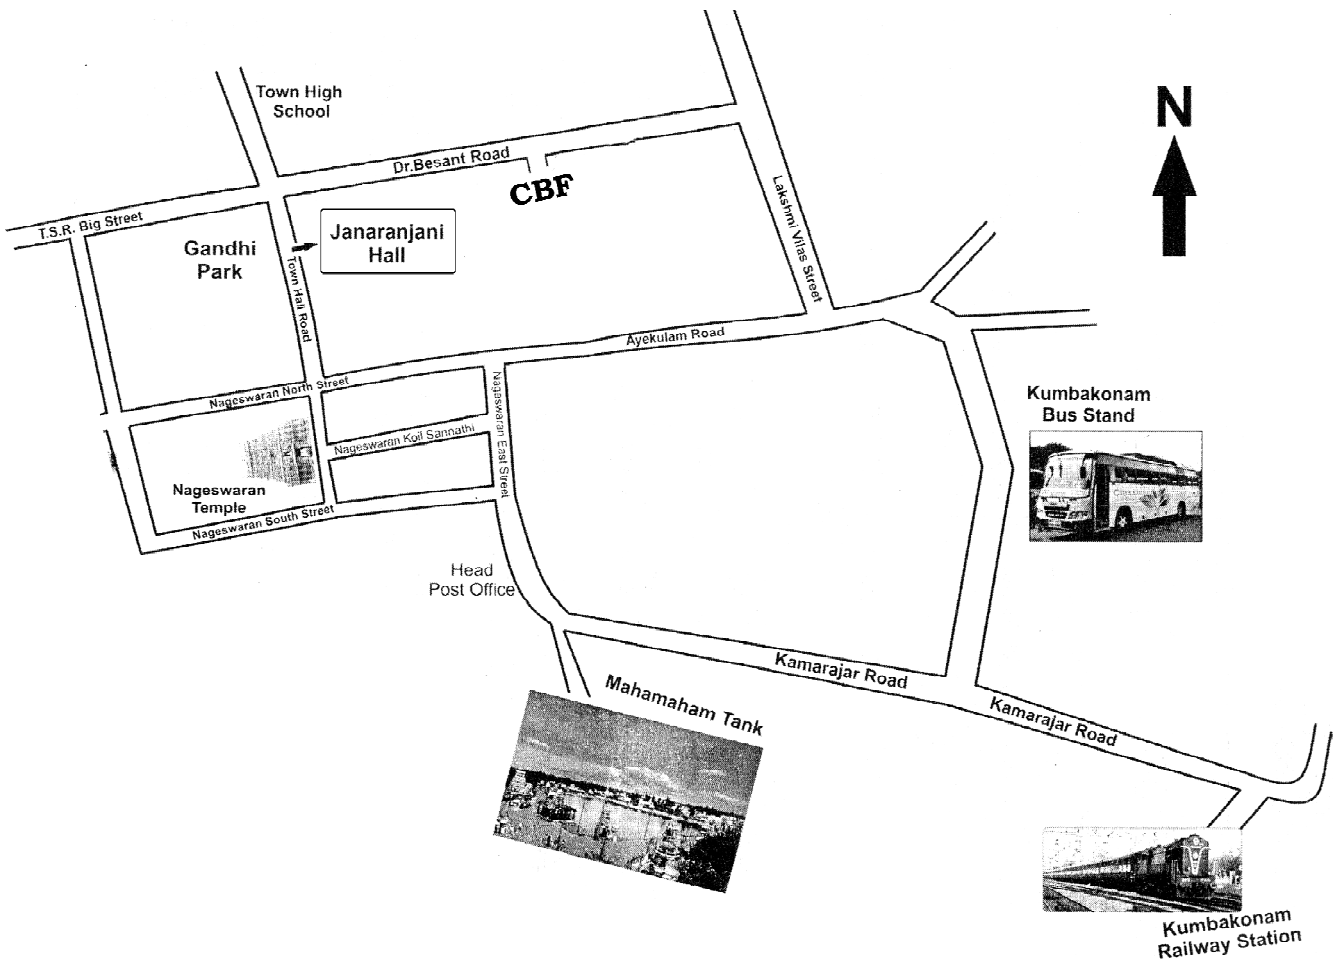 N
Town High
School
Dr.Besant Road
CBF
T.S.R. Big Street
Gandhi
Park
Janaranjani
Hall
Town Hall Road
Lakshmi Vilas Street
Ayekulam Road
Nageswaran North Street
Nagaswaran East Street
Nageswaran Koil Sannathi
Kumbakonam
Bus Stand
Nageswaran
Temple
Nageswaran South Street
Head
Post Office
Kamarajar Road
Mahamaham Tank
Kamarajar Road
Kumbakonam
Railway Station